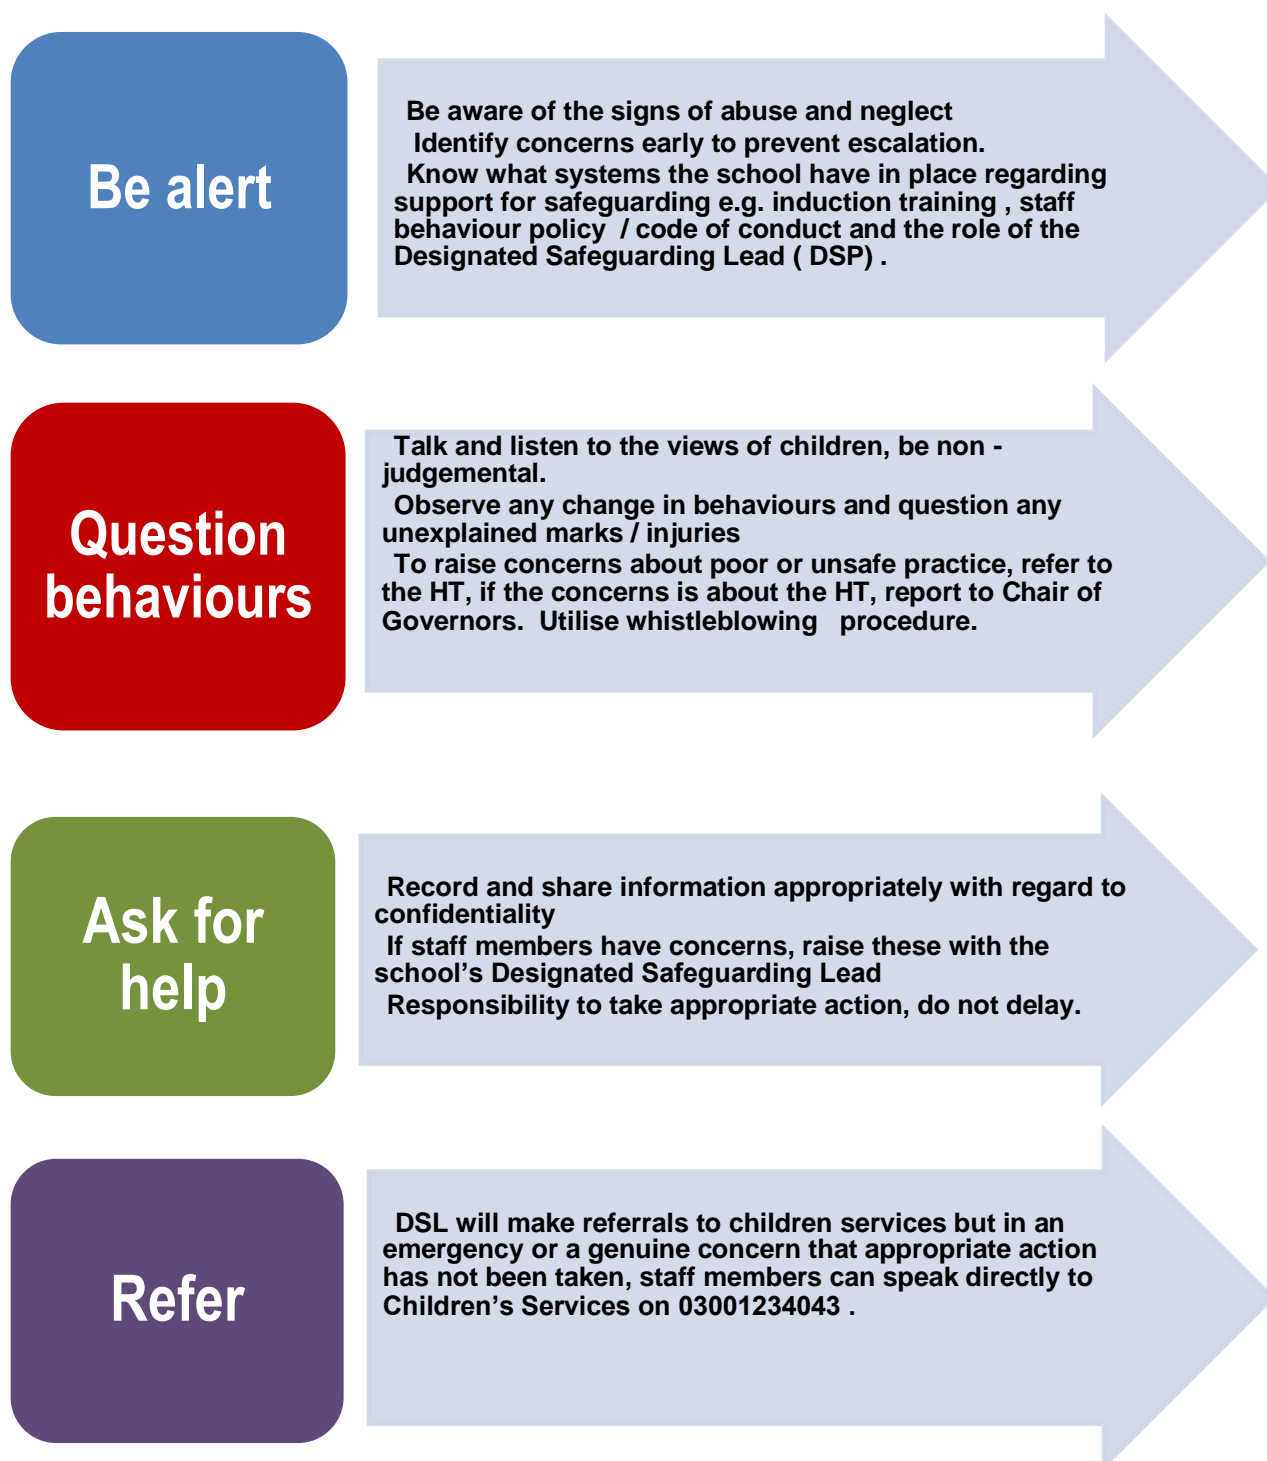 Be alert
Be aware of the signs of abuse and neglect
Identify concerns early to prevent escalation.
Know what systems the school have in place regarding
support for safeguarding e.g. induction training , staff
behaviour policy  / code of conduct and the role of the
Designated Safeguarding Lead ( DSP) .
Question
behaviours
Talk and listen to the views of children, be non -
judgemental.
Observe any change in behaviours and question any
unexplained marks / injuries
To raise concerns about poor or unsafe practice, refer to
the HT, if the concerns is about the HT, report to Chair of
Governors.  Utilise whistleblowing   procedure.
Ask for
help
Record and share information appropriately with regard to
confidentiality
If staff members have concerns, raise these with the
school’s Designated Safeguarding Lead
Responsibility to take appropriate action, do not delay.
Refer
DSL will make referrals to children services but in an
emergency or a genuine concern that appropriate action
has not been taken, staff members can speak directly to
Children’s Services on 03001234043 .